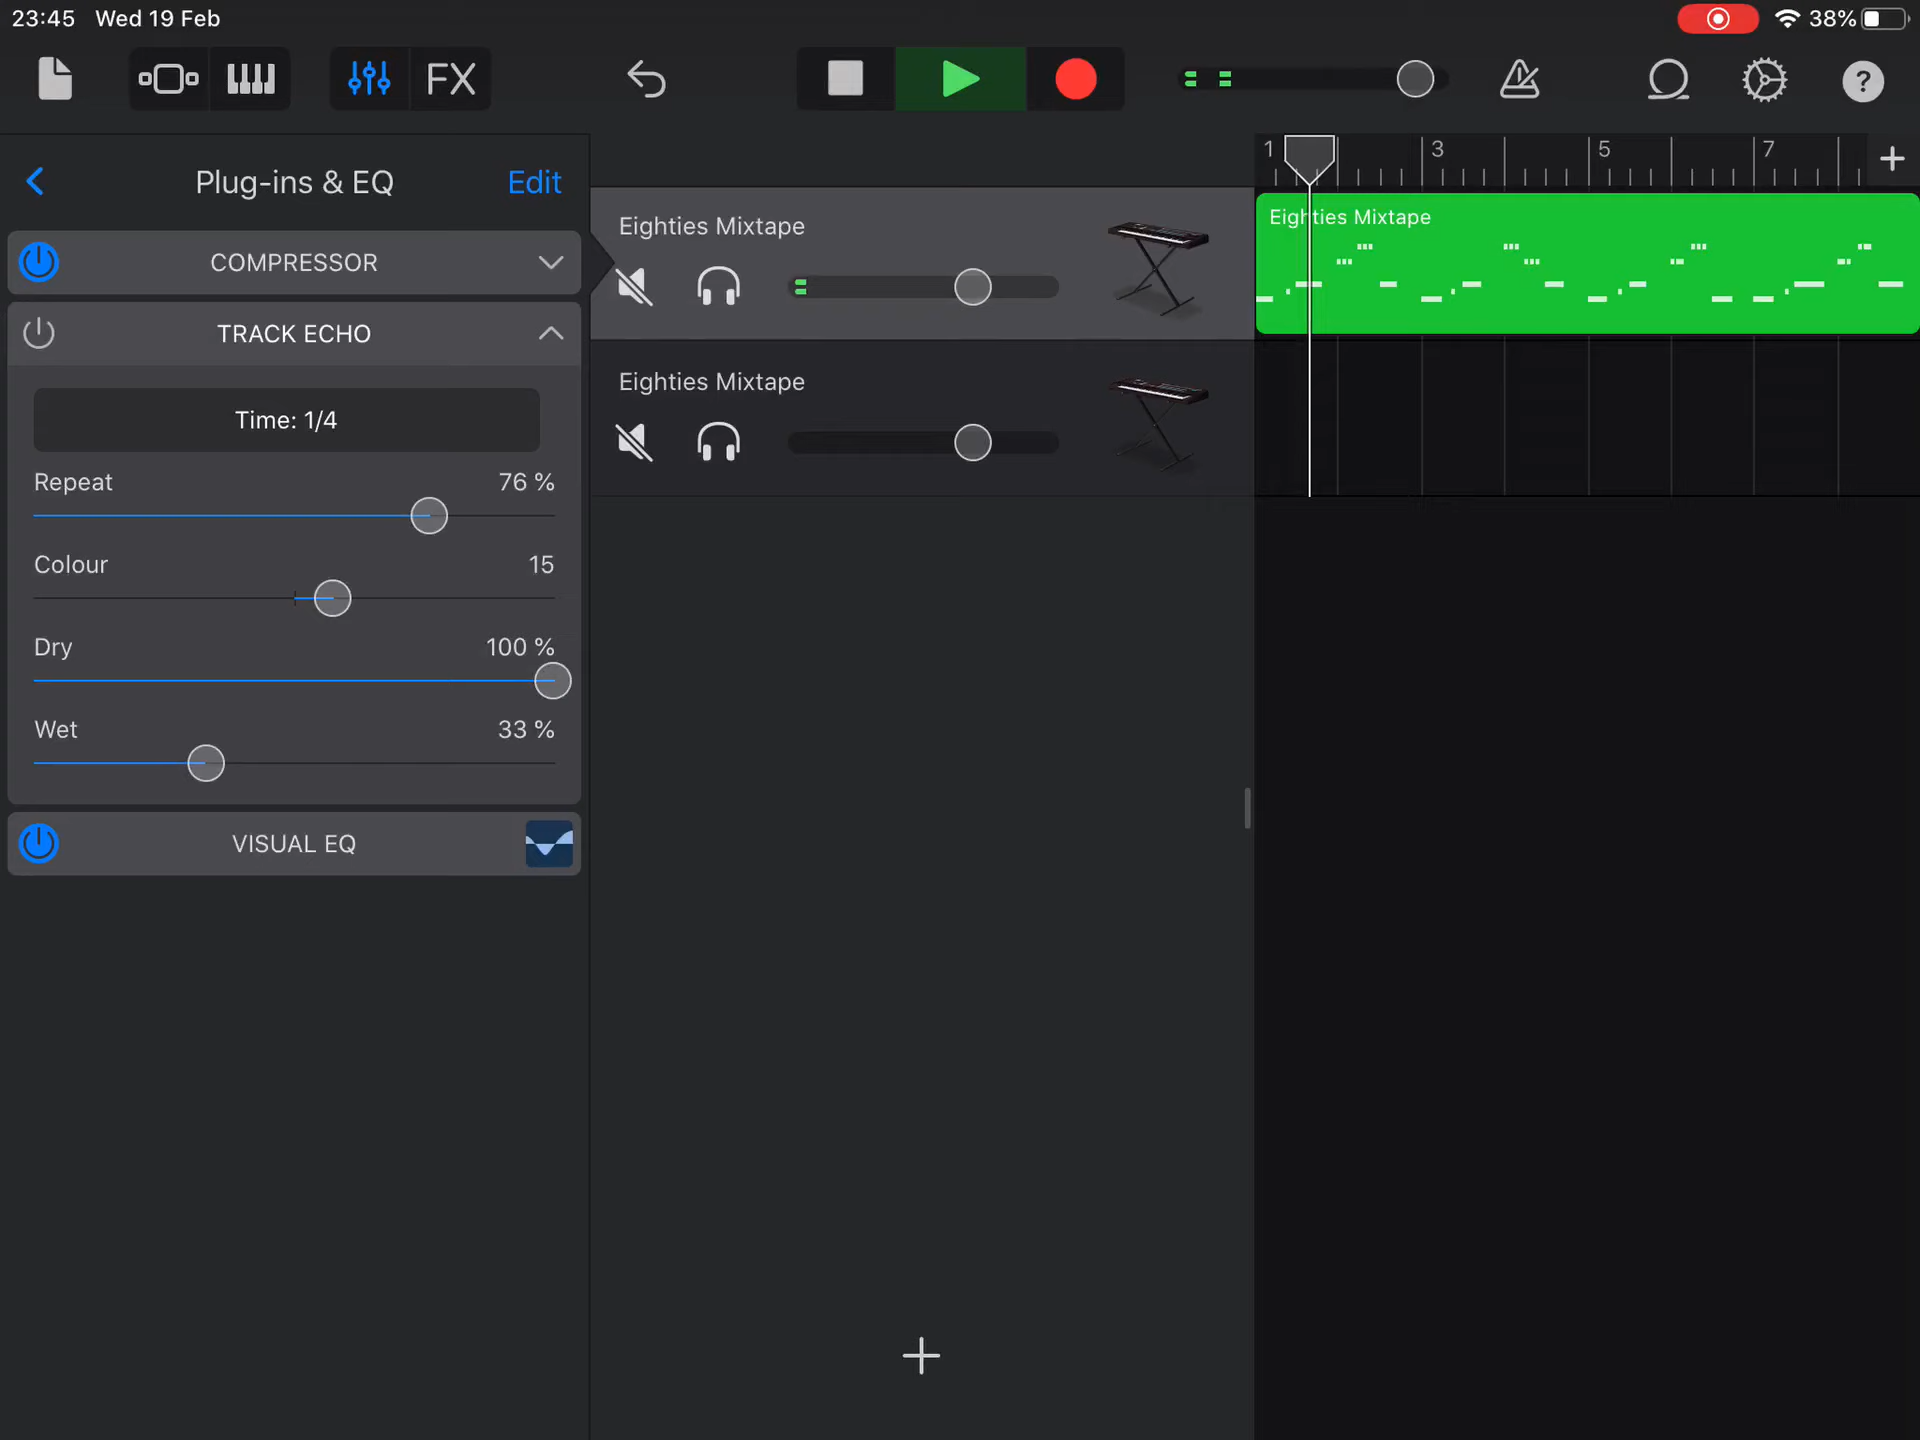 23:45 Wed 19 Feb
38%
FX
?
Plug-ins & EQ
Edit
COMPRESSOR
TRACK ECHO
Time: 1/4
Repeat 76 %
Colour 15
Dry 100 %
Wet 33 %
VISUAL EQ
Eighties Mixtape
Eighties Mixtape
1 3 5 7
Eighties Mixtape